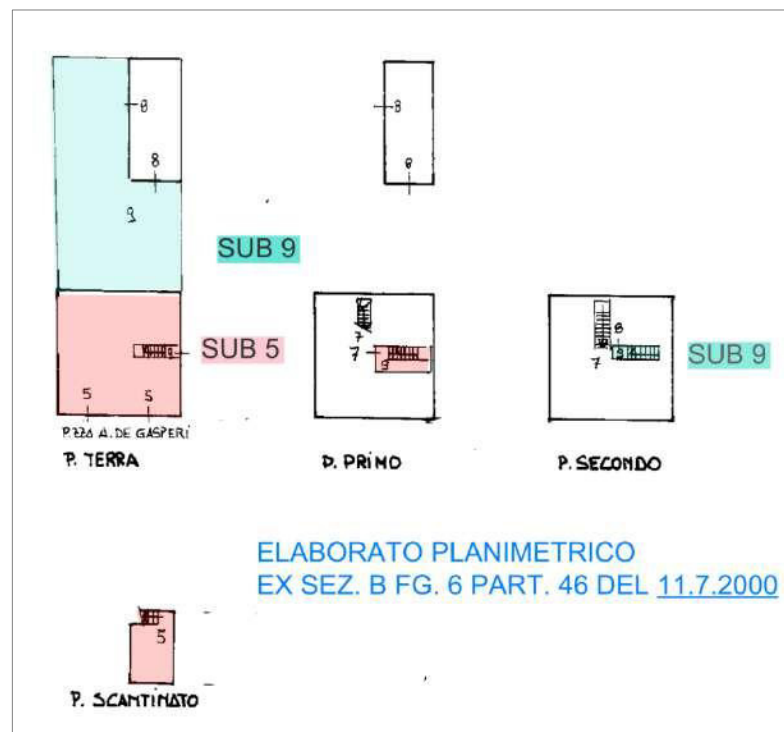 8
8
8
6
9
SUB 9
SUB 5
7
7
9
8
9
7
SUB 9
5
5
P.ZZA A. DE GASPERI
P. TERRA
P. PRIMO
P. SECONDO
ELABORATO PLANIMETRICO
EX SEZ. B FG. 6 PART. 46 DEL 11.7.2000
5
P. SCANTINATO